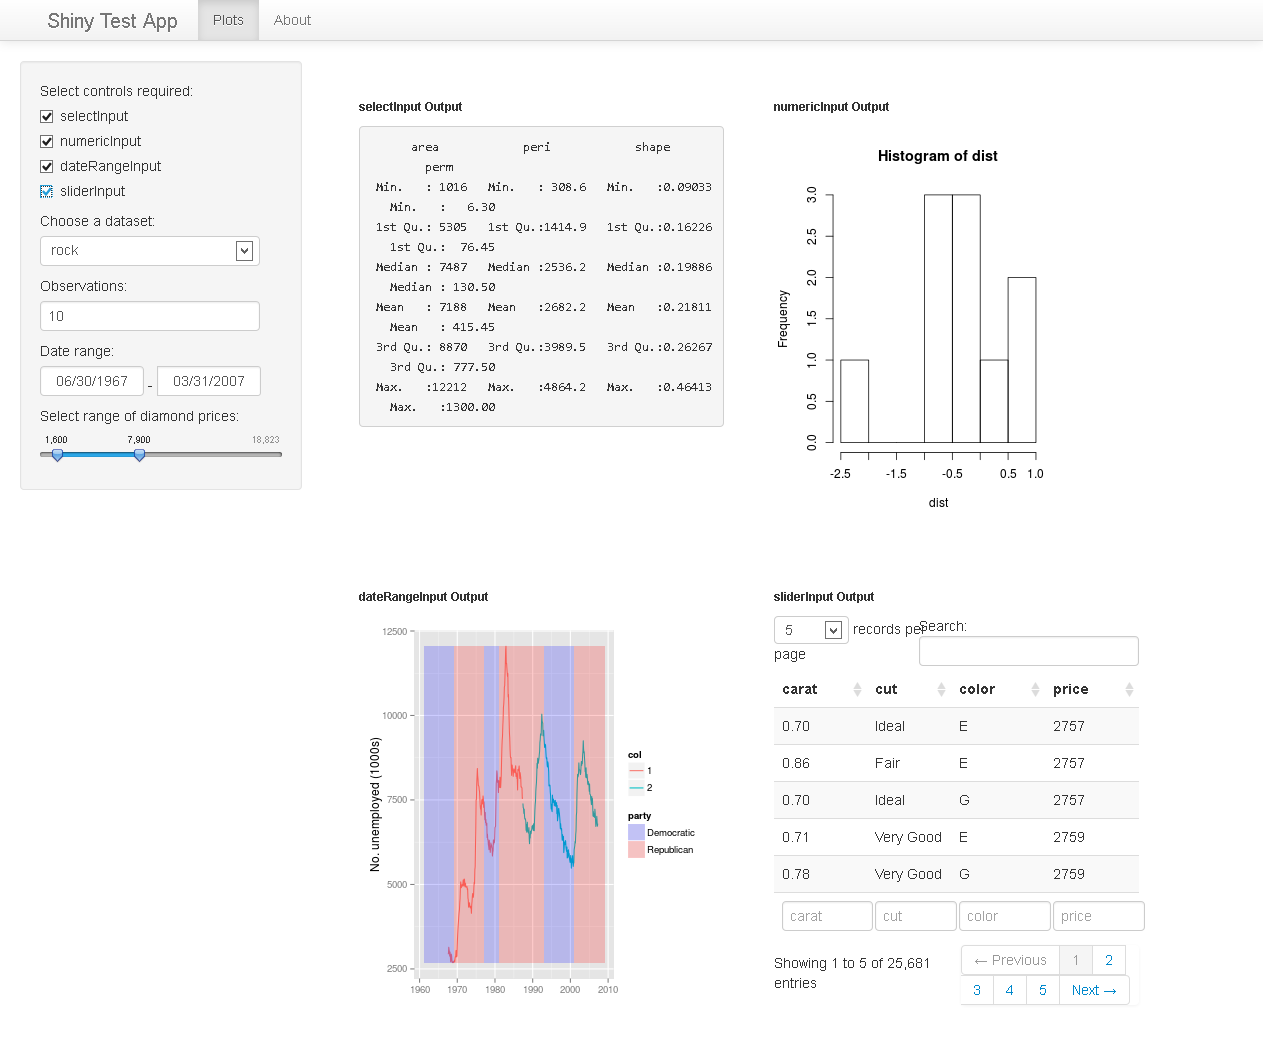 Shiny Test App Plots About
Select controls required:
selectInput
numericInput
dateRangeInput
sliderInput
Choose a dataset:
rock
Observations:
10
Date range:
06/30/1967 - 03/31/2007
Select range of diamond prices:
1,600 7,900 18,823
selectInput Output
area peri shape
perm
Min. : 1016 Min. : 308.6 Min. :0.09033
Min. : 6.30
1st Qu.: 5305 1st Qu.:1414.9 1st Qu.:0.16226
1st Qu.: 76.45
Median : 7487 Median :2536.2 Median :0.19886
Median : 130.50
Mean : 7188 Mean :2682.2 Mean :0.21811
Mean : 415.45
3rd Qu.: 8870 3rd Qu.:3989.5 3rd Qu.:0.26267
3rd Qu.: 777.50
Max. :12212 Max. :4864.2 Max. :0.46413
Max. :1300.00
numericInput Output
Histogram of dist
Frequency
3.0
2.5
2.0
1.5
1.0
0.5
0.0
-2.5 -1.5 -0.5 0.5 1.0
dist
dateRangeInput Output
No. unemployed (1000s)
12500
10000
7500
5000
2500
1960 1970 1980 1990 2000 2010
col
1
2
party
Democratic
Republican
sliderInput Output
5 records per
page
Search:
carat cut color price
0.70 Ideal E 2757
0.86 Fair E 2757
0.70 Ideal G 2757
0.71 Very Good E 2759
0.78 Very Good G 2759
carat cut color price
Showing 1 to 5 of 25,681
entries
← Previous 1 2
3 4 5 Next →